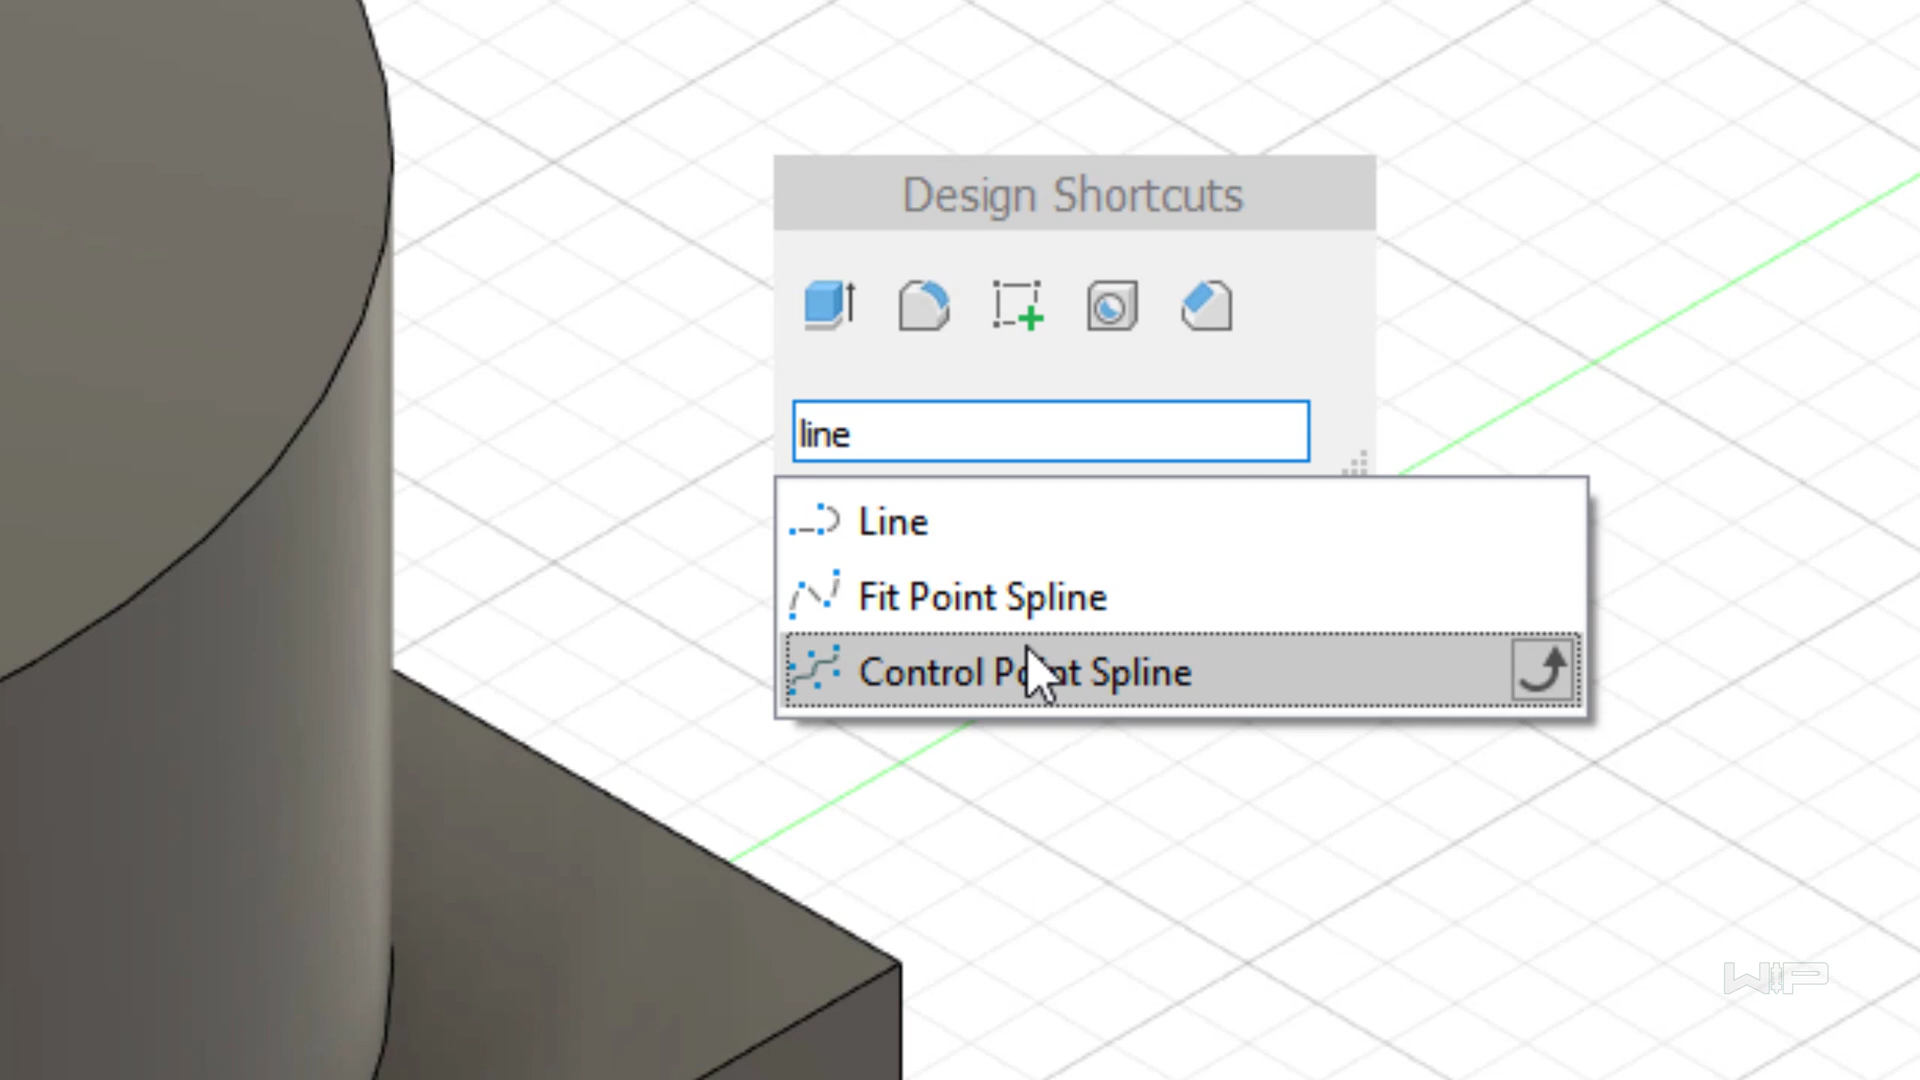 Design Shortcuts
line
Line
Fit Point Spline
Control Point Spline
WIP